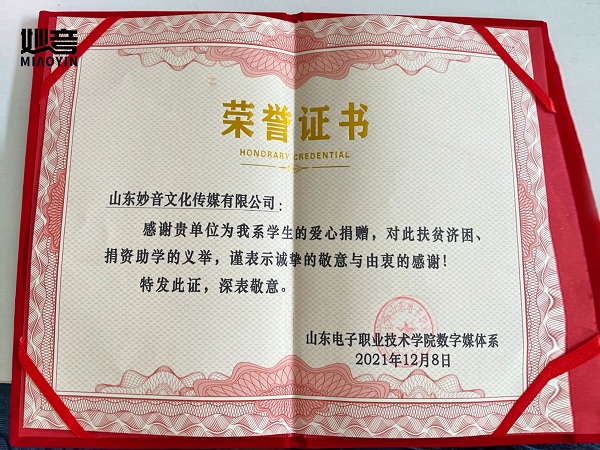 妙音
MIAOYIN
荣誉证书
HONORARY CREDENTIAL
山东妙音文化传媒有限公司：
感谢贵单位为我系学生的爱心捐赠，对此扶贫济困、
捐资助学的义举，谨表示诚挚的敬意与由衷的感谢！
特发此证，深表敬意。
山东电子职业技术学院数字媒体系
2021年12月8日